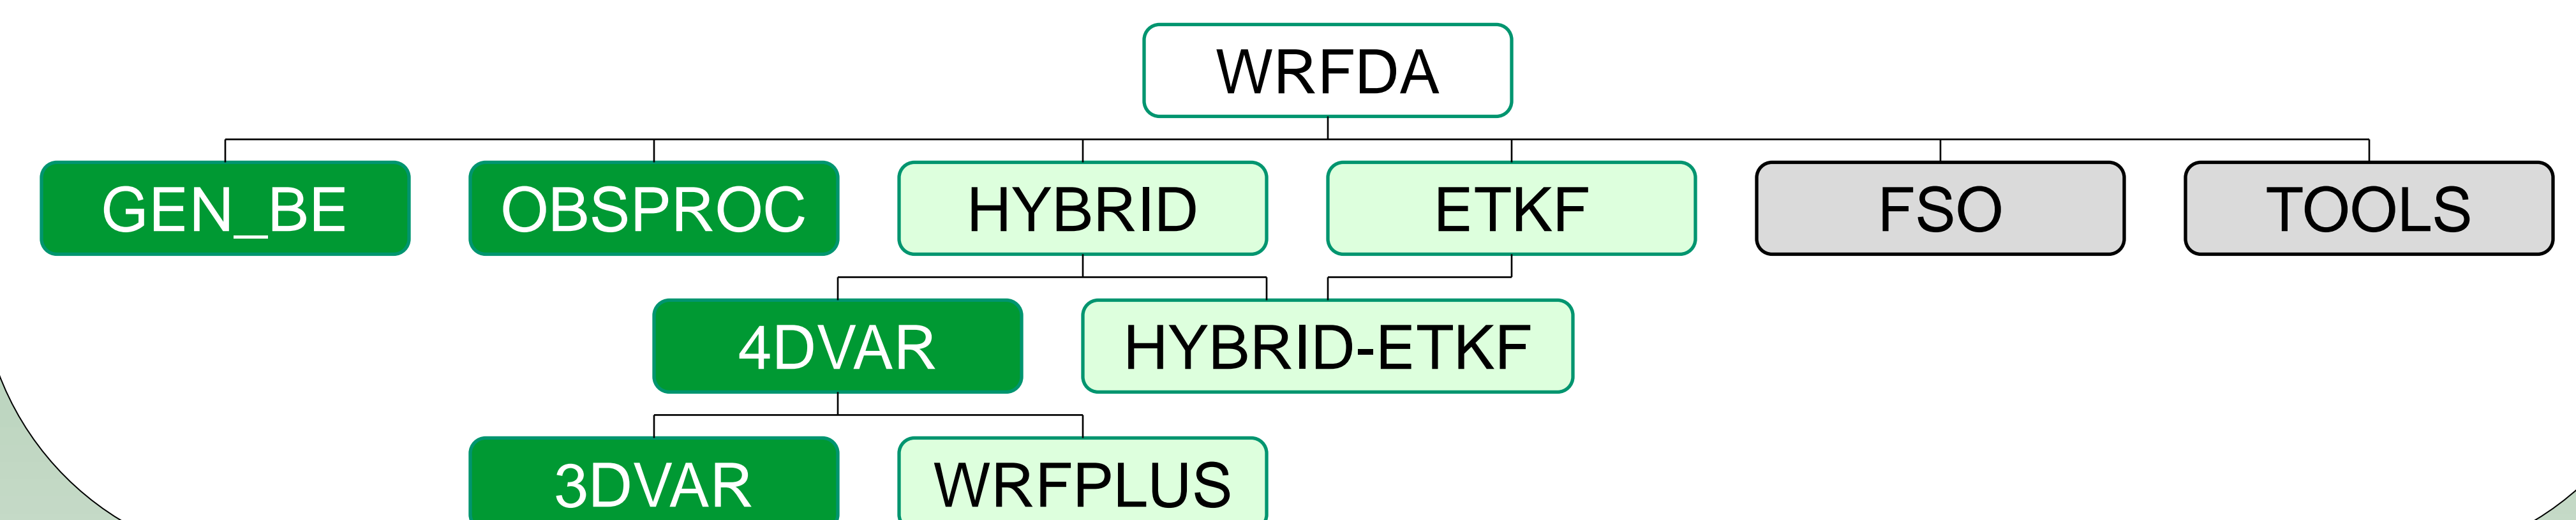 WRFDA
GEN_BE
OBSPROC
HYBRID
ETKF
FSO
TOOLS
4DVAR
HYBRID-ETKF
3DVAR
WRFPLUS